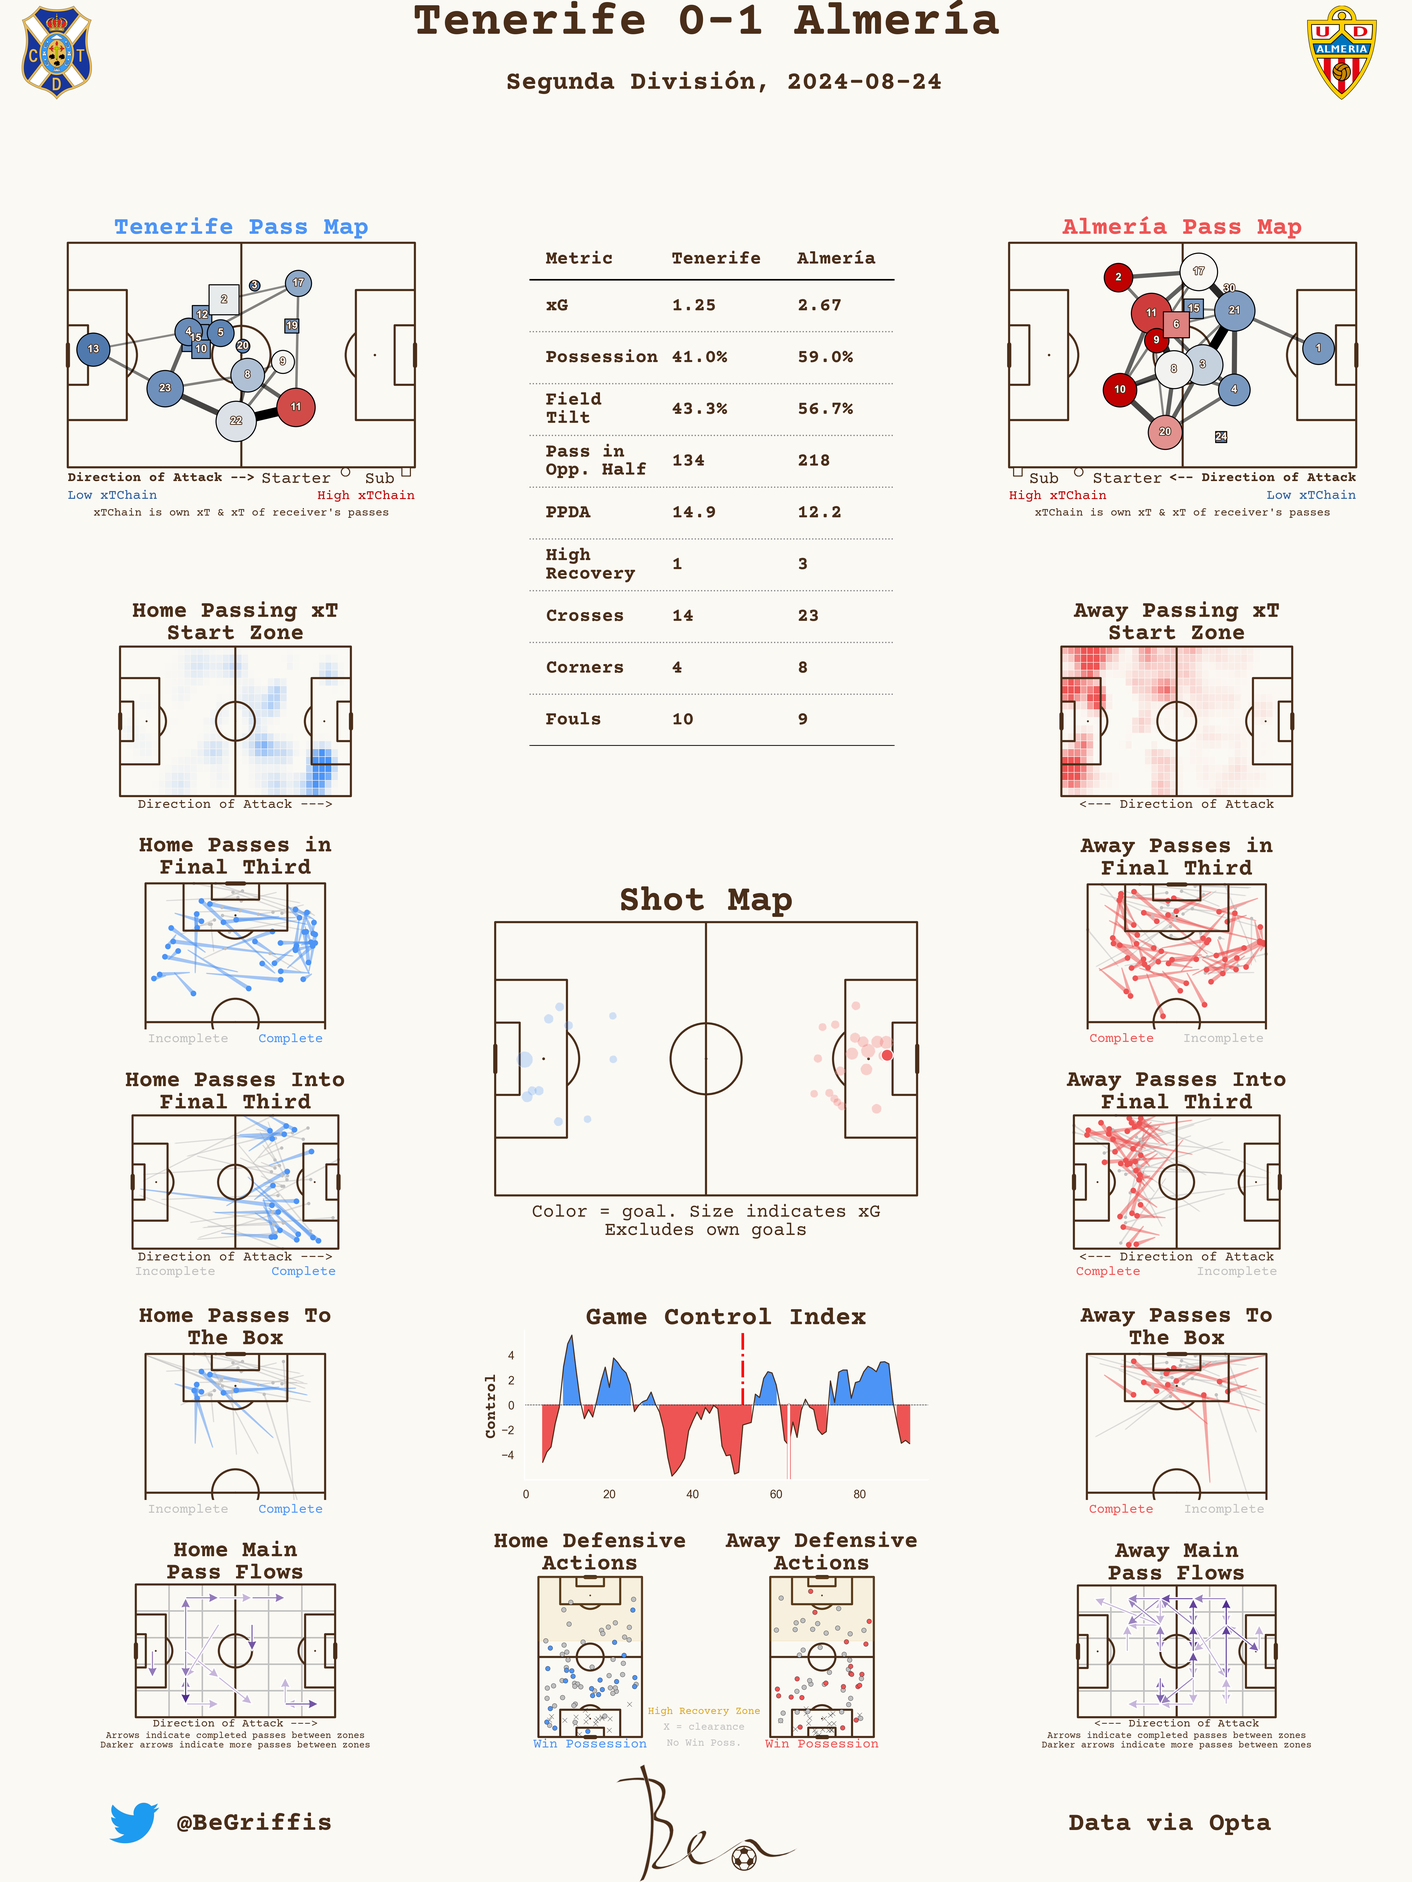 Tenerife 0-1 Almería
Segunda División, 2024-08-24
C T D
U D
ALMERIA
Tenerife Pass Map
13
23
4
12
15
10
5
2
3
17
19
20
9
8
22
11
Direction of Attack --> Starter Sub
Low xTChain High xTChain
xTChain is own xT & xT of receiver's passes
Metric Tenerife Almería
xG 1.25 2.67
Possession 41.0% 59.0%
Field
Tilt 43.3% 56.7%
Pass in
Opp. Half 134 218
PPDA 14.9 12.2
High
Recovery 1 3
Crosses 14 23
Corners 4 8
Fouls 10 9
Almería Pass Map
2
17
30
11
15
21
6
9
8
3
1
10
4
20
24
Sub Starter <-- Direction of Attack
High xTChain Low xTChain
xTChain is own xT & xT of receiver's passes
Home Passing xT
Start Zone
Direction of Attack --->
Away Passing xT
Start Zone
<--- Direction of Attack
Home Passes in
Final Third
Incomplete Complete
Away Passes in
Final Third
Complete Incomplete
Shot Map
Color = goal. Size indicates xG
Excludes own goals
Home Passes Into
Final Third
Direction of Attack --->
Incomplete Complete
Away Passes Into
Final Third
<--- Direction of Attack
Complete Incomplete
Home Passes To
The Box
Incomplete Complete
Game Control Index
Control
4
2
0
−2
−4
0 20 40 60 80
Away Passes To
The Box
Complete Incomplete
Home Main
Pass Flows
Direction of Attack --->
Arrows indicate completed passes between zones
Darker arrows indicate more passes between zones
Home Defensive
Actions
Win Possession
Away Defensive
Actions
Win Possession
High Recovery Zone
X = clearance
No Win Poss.
Away Main
Pass Flows
<--- Direction of Attack
Arrows indicate completed passes between zones
Darker arrows indicate more passes between zones
@BeGriffis
Ben
Data via Opta